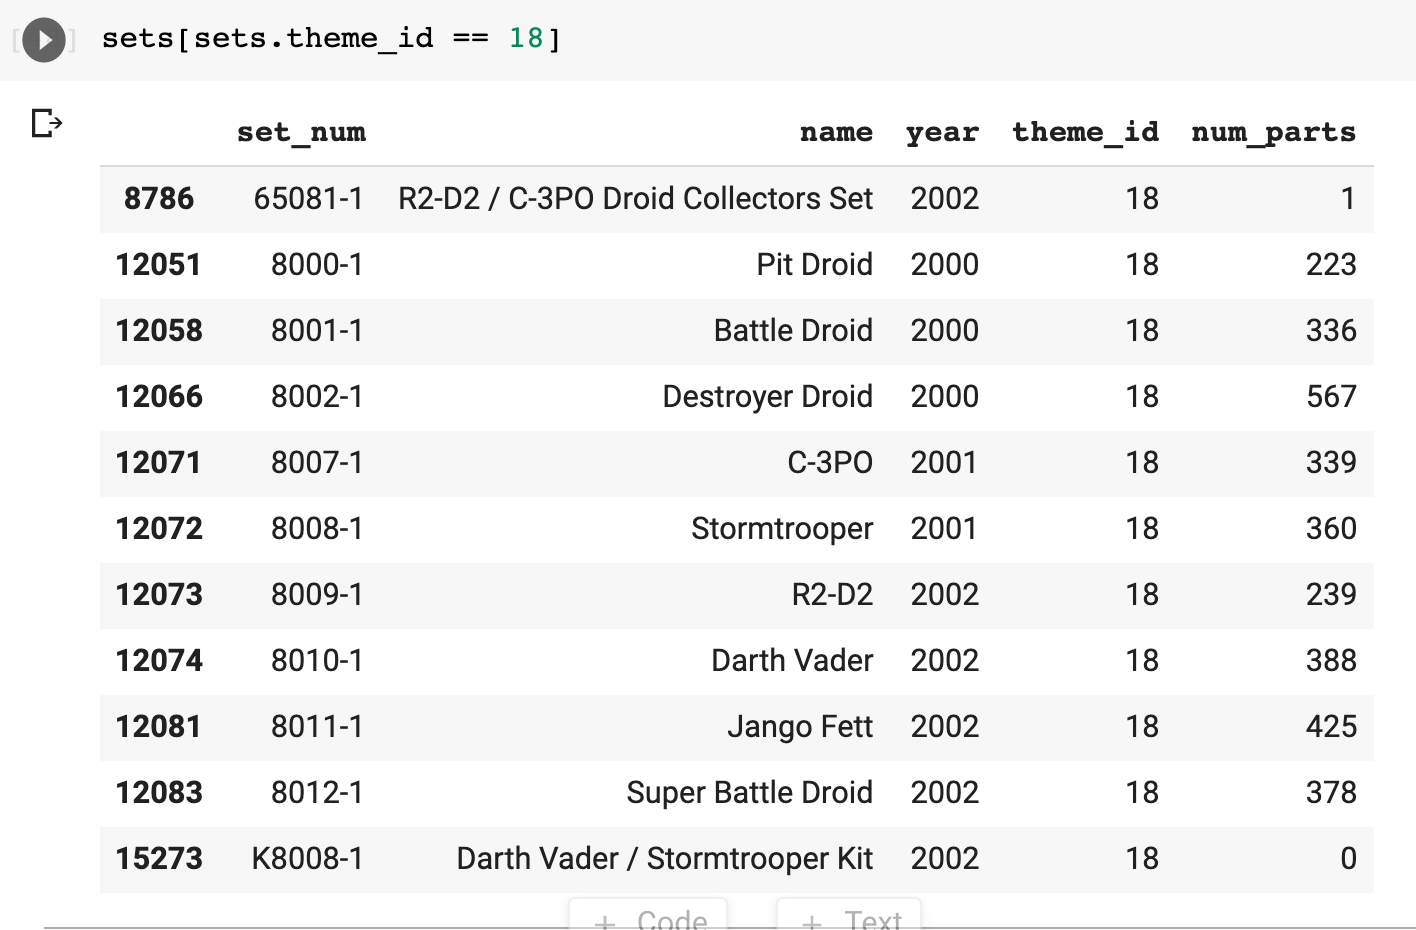 sets[sets.theme_id == 18]
set_num name year theme_id num_parts
8786 65081-1 R2-D2 / C-3PO Droid Collectors Set 2002 18 1
12051 8000-1 Pit Droid 2000 18 223
12058 8001-1 Battle Droid 2000 18 336
12066 8002-1 Destroyer Droid 2000 18 567
12071 8007-1 C-3PO 2001 18 339
12072 8008-1 Stormtrooper 2001 18 360
12073 8009-1 R2-D2 2002 18 239
12074 8010-1 Darth Vader 2002 18 388
12081 8011-1 Jango Fett 2002 18 425
12083 8012-1 Super Battle Droid 2002 18 378
15273 K8008-1 Darth Vader / Stormtrooper Kit 2002 18 0
+ Code + Text